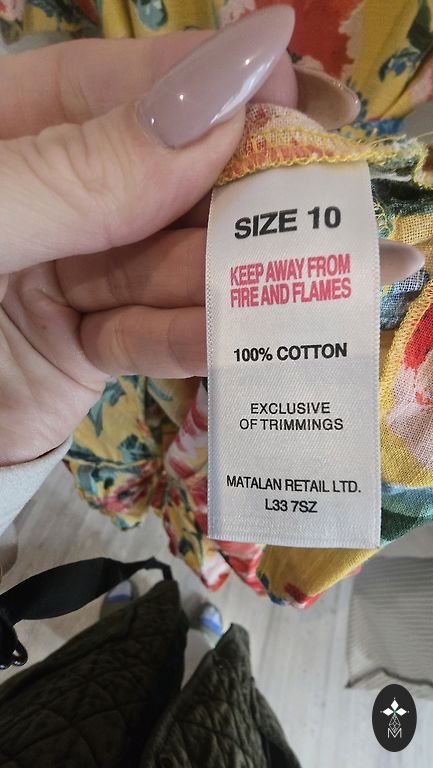 SIZE 10
KEEP AWAY FROM
FIRE AND FLAMES
100% COTTON
EXCLUSIVE
OF TRIMMINGS
MATALAN RETAIL LTD.
L33 7SZ